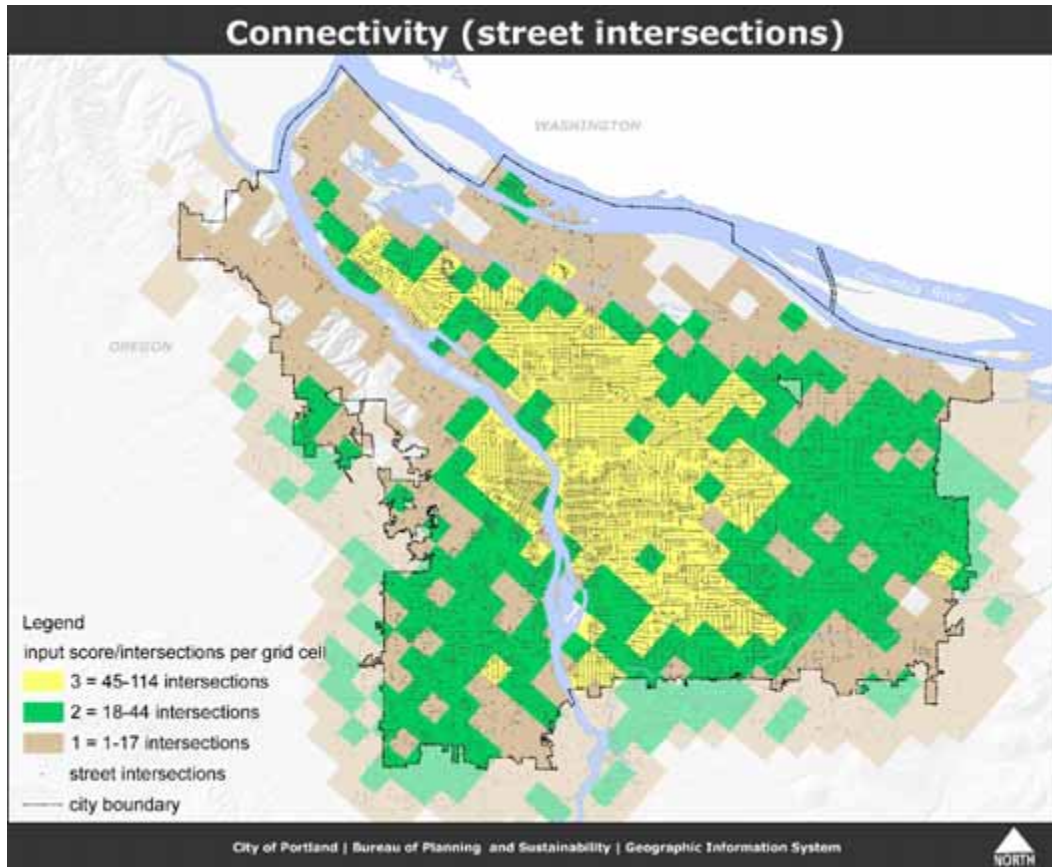 Connectivity (street intersections)
WASHINGTON
River
OREGON
Legend
input score/intersections per grid cell
3 = 45-114 intersections
2 = 18-44 intersections
1 = 1-17 intersections
street intersections
city boundary
City of Portland | Bureau of Planning and Sustainability | Geographic Information System
NORTH